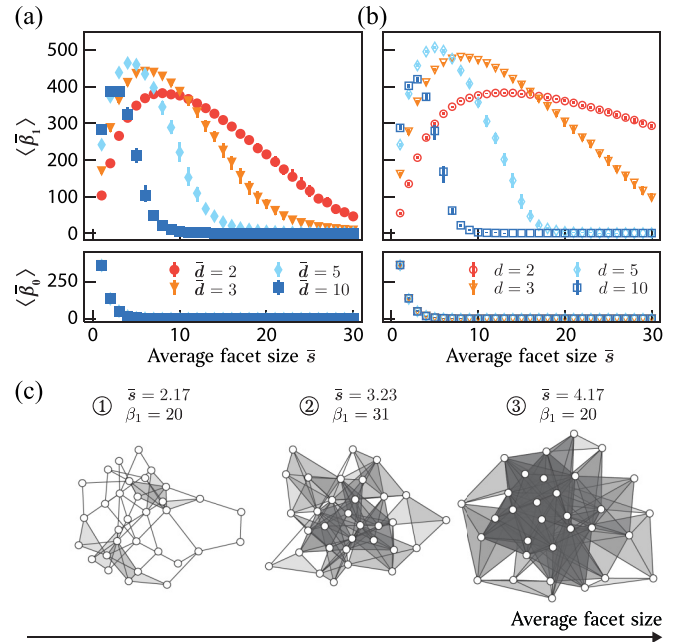 (a)
(b)
500
400
300
200
100
0
⟨β̄₁⟩
250
0
⟨β̄₀⟩
d̄ = 2
d̄ = 5
d̄ = 3
d̄ = 10
d = 2
d = 5
d = 3
d = 10
0 10 20 30
0 10 20 30
Average facet size s̄
Average facet size s̄
(c)
① s̄ = 2.17
β₁ = 20
② s̄ = 3.23
β₁ = 31
③ s̄ = 4.17
β₁ = 20
Average facet size